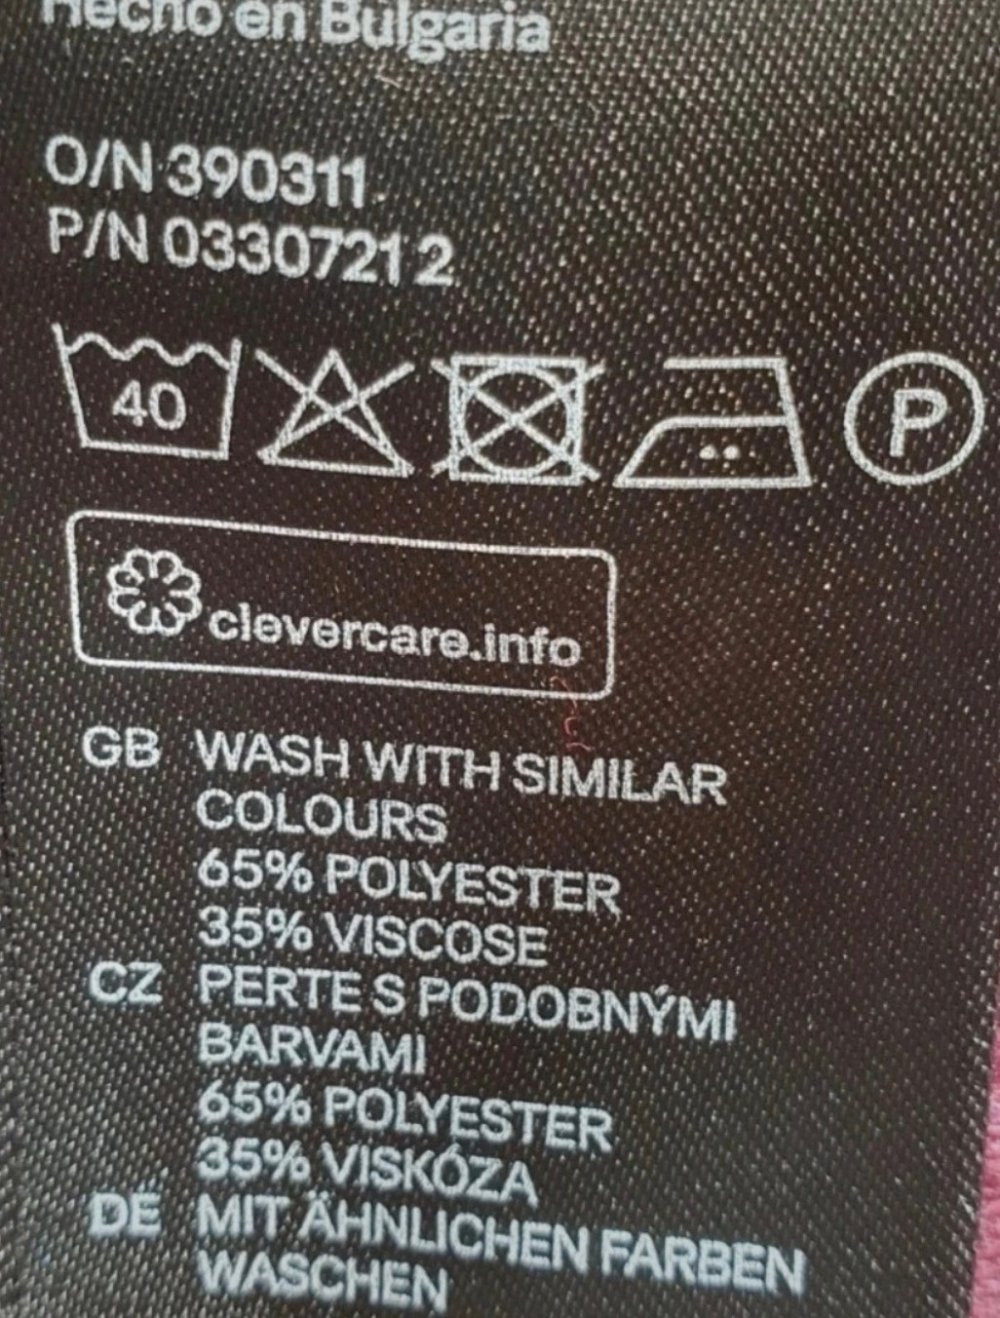 Hecho en Bulgaria
O/N 390311
P/N 03307212
40
P
clevercare.info
GB WASH WITH SIMILAR
COLOURS
65% POLYESTER
35% VISCOSE
CZ PERTE S PODOBNÝMI
BARVAMI
65% POLYESTER
35% VISKÓZA
DE MIT ÄHNLICHEN FARBEN
WASCHEN